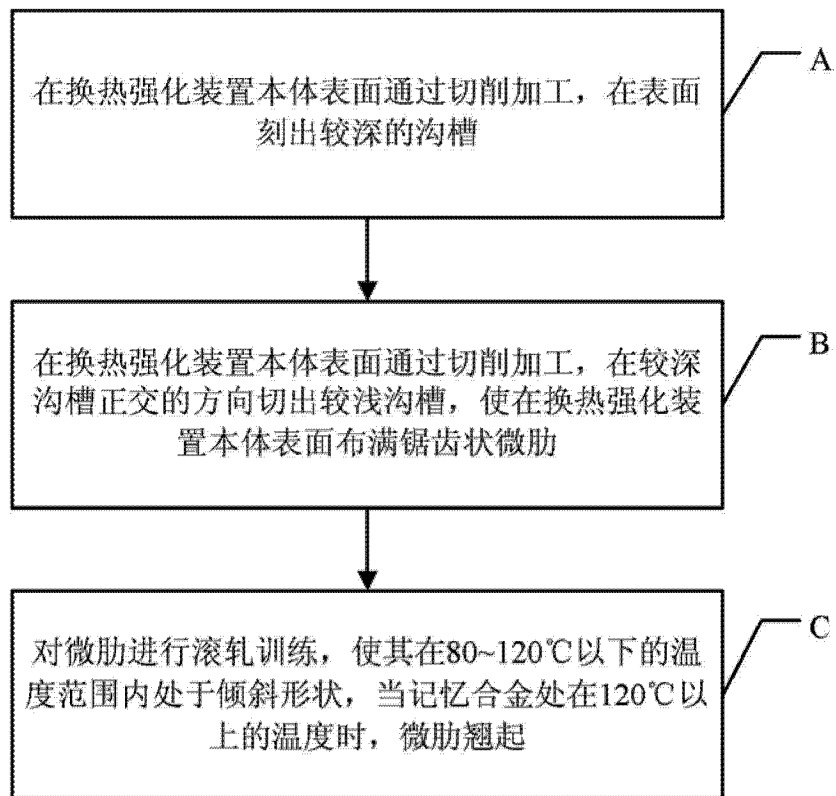 在换热强化装置本体表面通过切削加工，在表面
刻出较深的沟槽
A
在换热强化装置本体表面通过切削加工，在较深
沟槽正交的方向切出较浅沟槽，使在换热强化装
置本体表面布满锯齿状微肋
B
对微肋进行滚轧训练，使其在80~120℃以下的温
度范围内处于倾斜形状，当记忆合金处在120℃以
上的温度时，微肋翘起
C